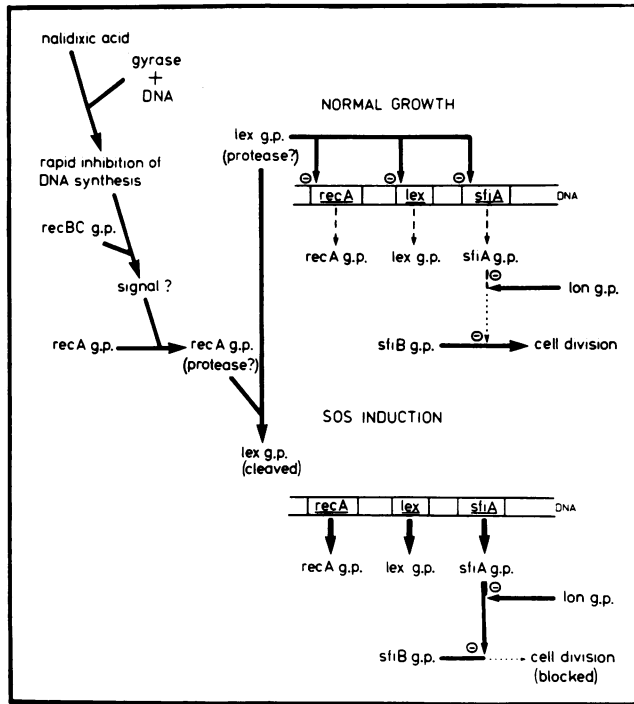 nalidixic acid
gyrase
+
DNA
rapid inhibition of
DNA synthesis
recBC g.p.
signal ?
recA g.p.
recA g.p.
(protease?)
NORMAL GROWTH
lex g.p.
(protease?)
⊖ ⊖ ⊖
recA lex sfiA DNA
recA g.p. lex g.p. sfiA g.p.
⊖
lon g.p.
⊖
sfiB g.p. cell division
SOS INDUCTION
lex g.p.
(cleaved)
recA lex sfiA DNA
recA g.p. lex g.p. sfiA g.p.
⊖
lon g.p.
⊖
sfiB g.p. cell division
(blocked)